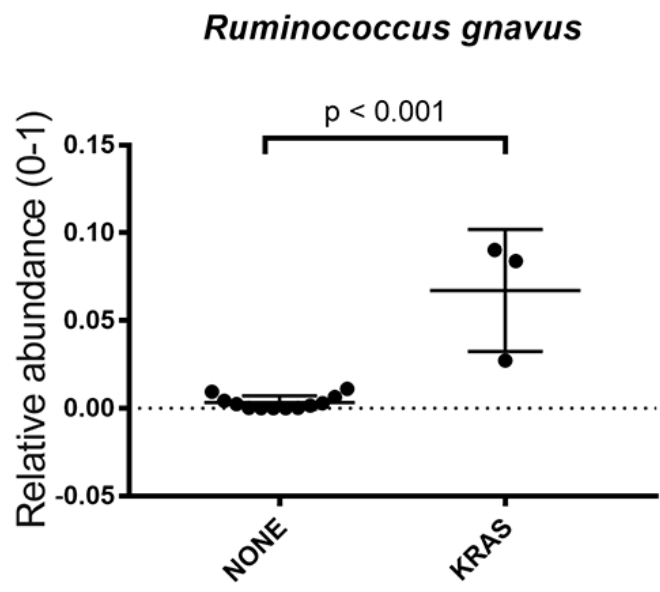 Ruminococcus gnavus
p < 0.001
Relative abundance (0-1)
0.15
0.10
0.05
0.00
-0.05
NONE
KRAS